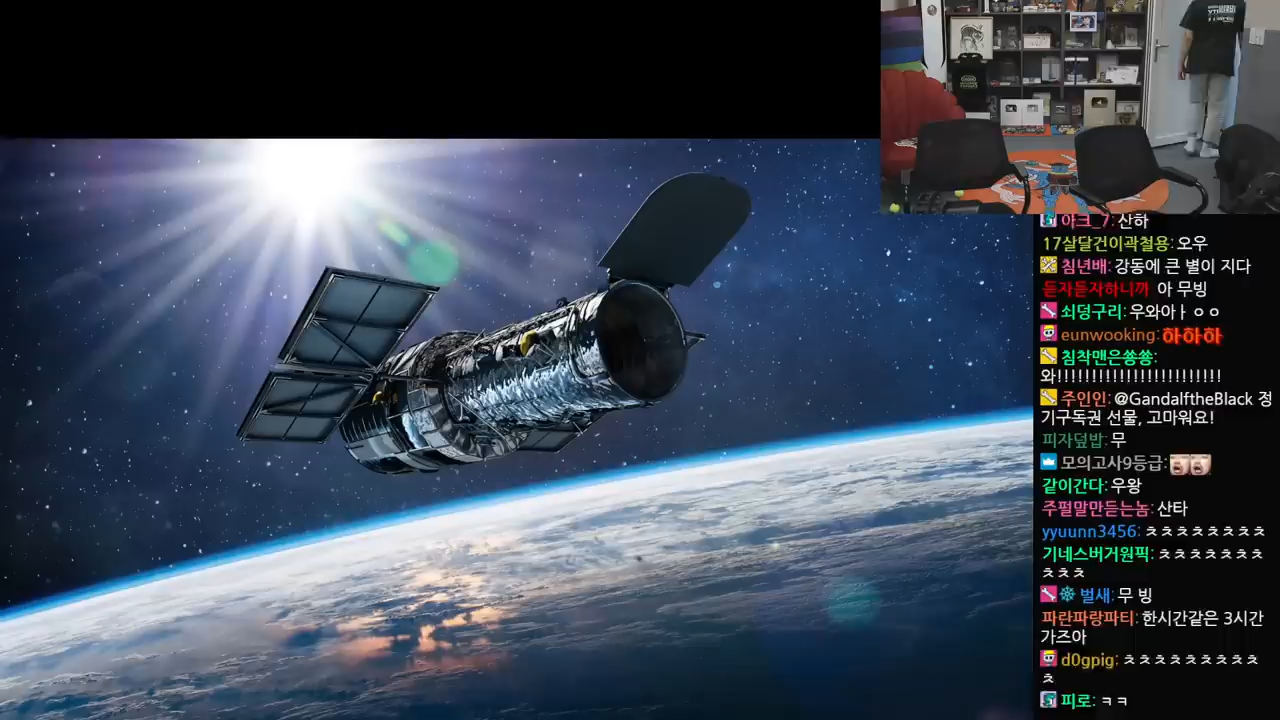 아크_7: 산하
17살달건이곽철용: 오우
침년배: 강동에 큰 별이 지다
듣자듣자하니까 아 무빙
쇠덩구리: 우와아ㅏㅇㅇ
eunwooking: 하하하
침착맨은쏭쏭:
와!!!!!!!!!!!!!!!!!!!!!!!!
주인인: @GandalftheBlack 정
기구독권 선물, 고마워요!
피자덮밥: 무
모의고사9등급:
같이간다: 우왕
주펄말만듣는놈: 산타
yyuunn3456: ㅊㅊㅊㅊㅊㅊㅊㅊ
기네스버거원픽: ㅊㅊㅊㅊㅊㅊㅊ
ㅊㅊㅊ
벌새: 무 빙
파란파랑파티: 한시간같은 3시간
가즈아
d0gpig: ㅊㅊㅊㅊㅊㅊㅊㅊㅊ
ㅊ
피로: ㅋㅋ